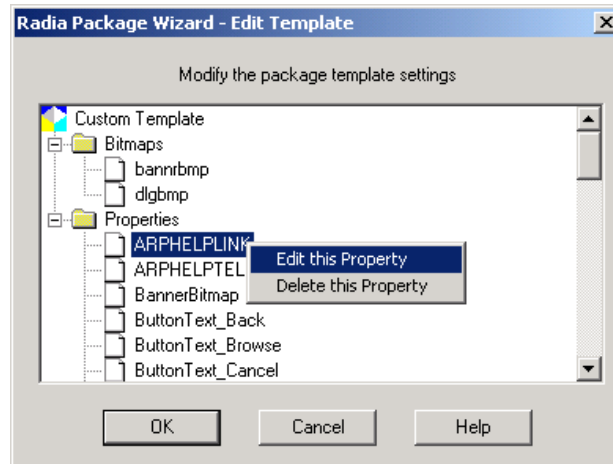 Radia Package Wizard - Edit Template
Modify the package template settings
Custom Template
Bitmaps
bannrbmp
dlgbmp
Properties
ARPHELPLINK
Edit this Property
ARPHELPTEL
Delete this Property
BannerBitmap
ButtonText_Back
ButtonText_Browse
ButtonText_Cancel
OK Cancel Help